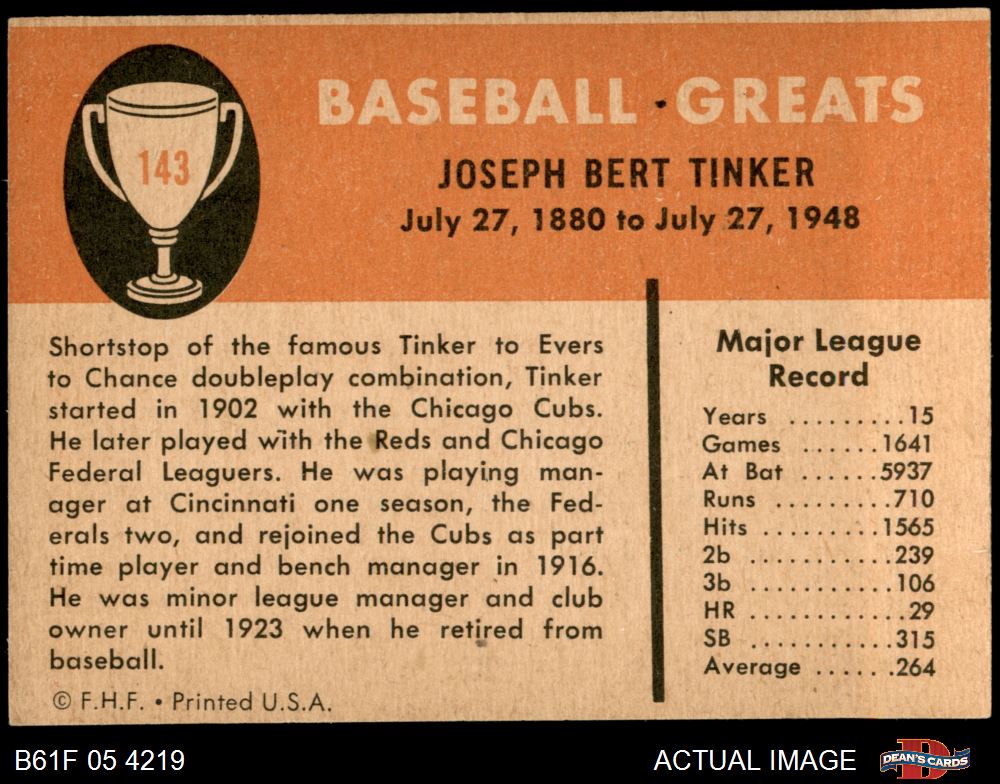 143
BASEBALL · GREATS
JOSEPH BERT TINKER
July 27, 1880 to July 27, 1948
Shortstop of the famous Tinker to Evers
to Chance doubleplay combination, Tinker
started in 1902 with the Chicago Cubs.
He later played with the Reds and Chicago
Federal Leaguers. He was playing man-
ager at Cincinnati one season, the Fed-
erals two, and rejoined the Cubs as part
time player and bench manager in 1916.
He was minor league manager and club
owner until 1923 when he retired from
baseball.
© F.H.F. • Printed U.S.A.
Major League
Record
Years .........15
Games ......1641
At Bat ......5937
Runs .........710
Hits .........1565
2b ..........239
3b ..........106
HR ...........29
SB ..........315
Average ......264
B61F 05 4219
ACTUAL IMAGE
D
DEAN'S CARDS